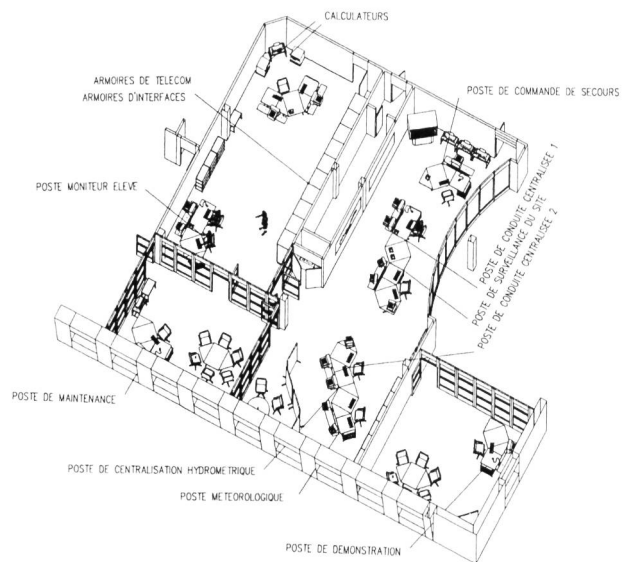 CALCULATEURS
ARMOIRES DE TELECOM
ARMOIRES D'INTERFACES
POSTE DE COMMANDE DE SECOURS
POSTE MONITEUR ELEVE
POSTE DE CONDUITE CENTRALISEE 1
POSTE DE SURVEILLANCE DU SITE
POSTE DE CONDUITE CENTRALISEE 2
POSTE DE MAINTENANCE
POSTE DE CENTRALISATION HYDROMETRIQUE
POSTE METEOROLOGIQUE
POSTE DE DEMONSTRATION